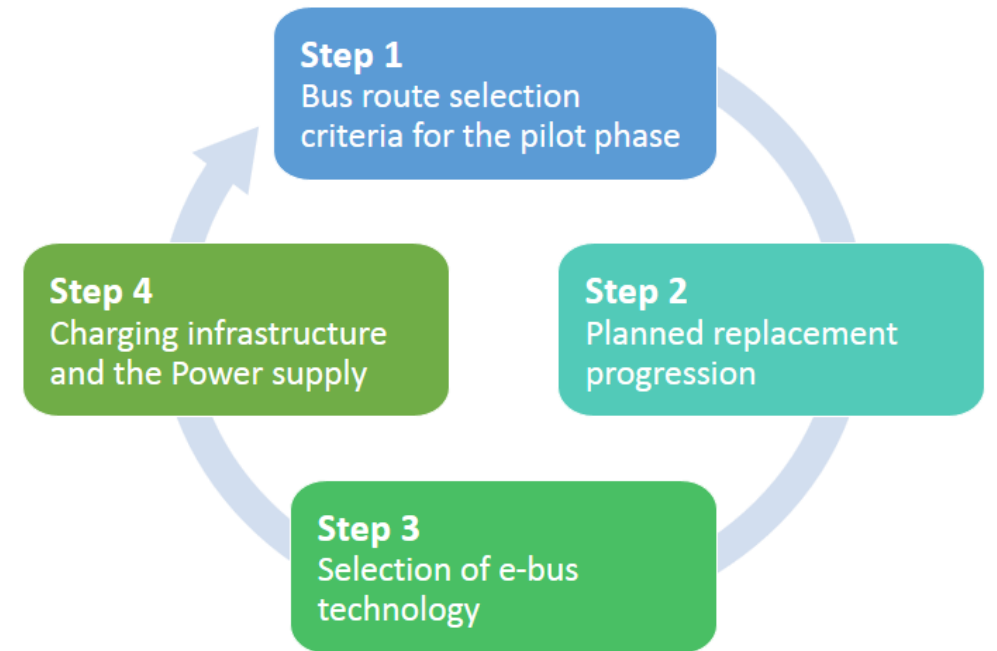 Step 1
Bus route selection
criteria for the pilot phase
Step 2
Planned replacement
progression
Step 3
Selection of e-bus
technology
Step 4
Charging infrastructure
and the Power supply